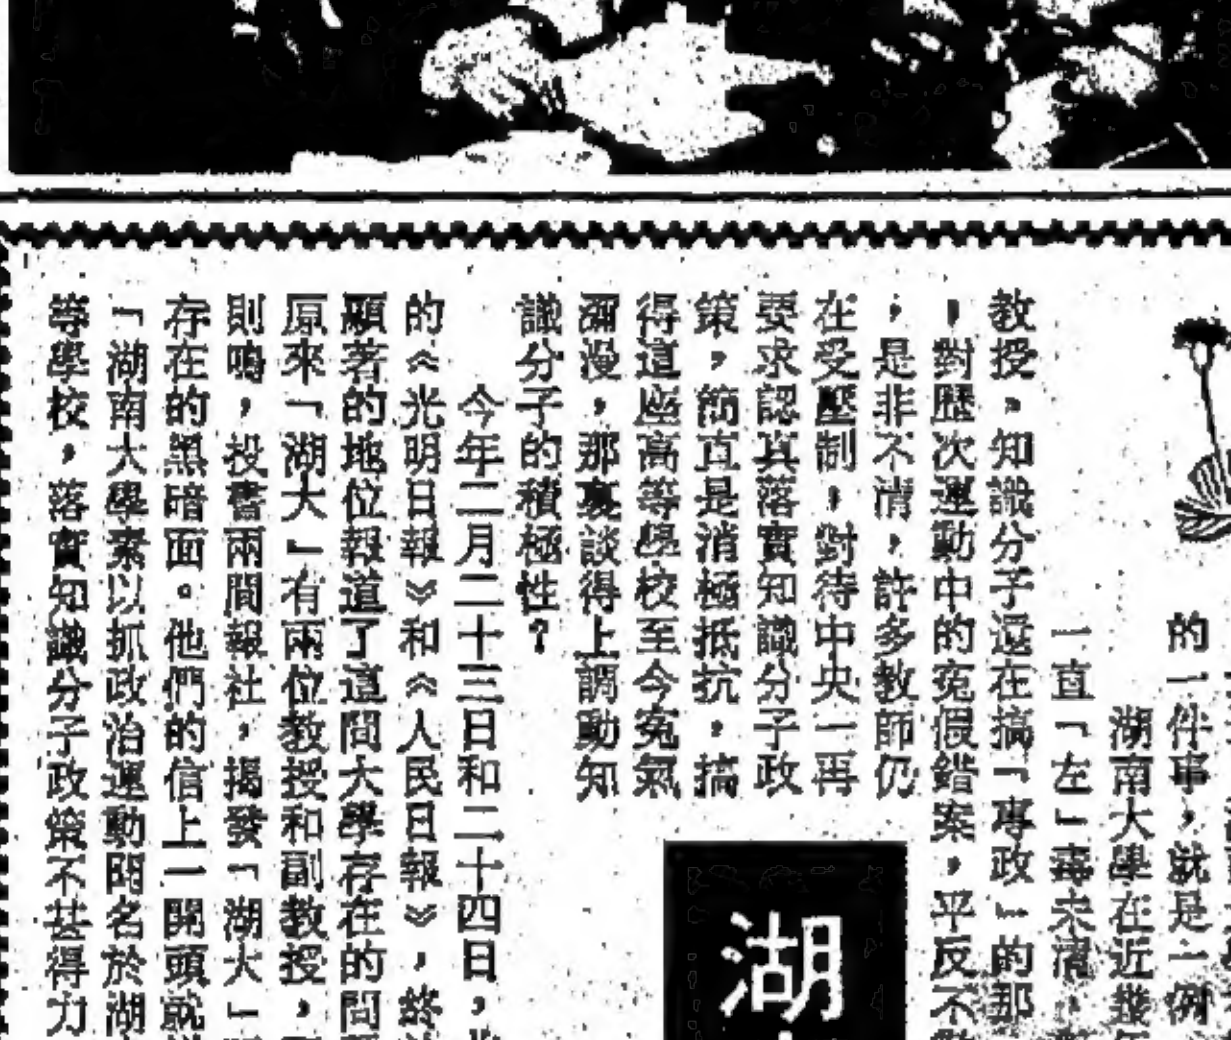 的一件事，就是一例
湖南大學在近幾年
一直「左」毒未清，
教授。知識分子還在搞「專政」的那
，對歷次運動中的寃假錯案，平反不
，是非不清，許多教師仍
在受壓制，對待中央一再
要求認真落實知識分子政
策，簡直是消極抵抗，搞
得這座高等學校至今寃氣
瀰漫，那裏談得上調動知
識分子的積極性？
今年二月二十三日和二十四日，
的《光明日報》和《人民日報》，終
顯著的地位報道了這間大學存在的問
原來「湖大」有兩位教授和副教授，
則鳴，投書兩間報社，揭發「湖大」
存在的黑暗面。他們的信上一開頭就
「湖南大學素以抓政治運動聞名於湖
等學校，落實知識分子政策不甚得力
湖